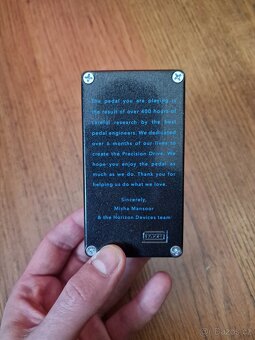 The pedal you are playing is
the result of over 400 hours of
careful research by the best
pedal engineers. We dedicated
over 6 months of our lives to
create the Precision Drive. We
hope you enjoy the pedal as
much as we do. Thank you for
helping us do what we love.
Sincerely,
Misha Mansoor
& the Horizon Devices team